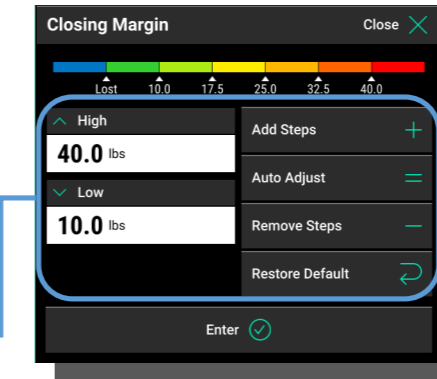 Closing Margin Close
Lost 10.0 17.5 25.0 32.5 40.0
High
40.0 lbs
Low
10.0 lbs
Add Steps
Auto Adjust
Remove Steps
Restore Default
Enter